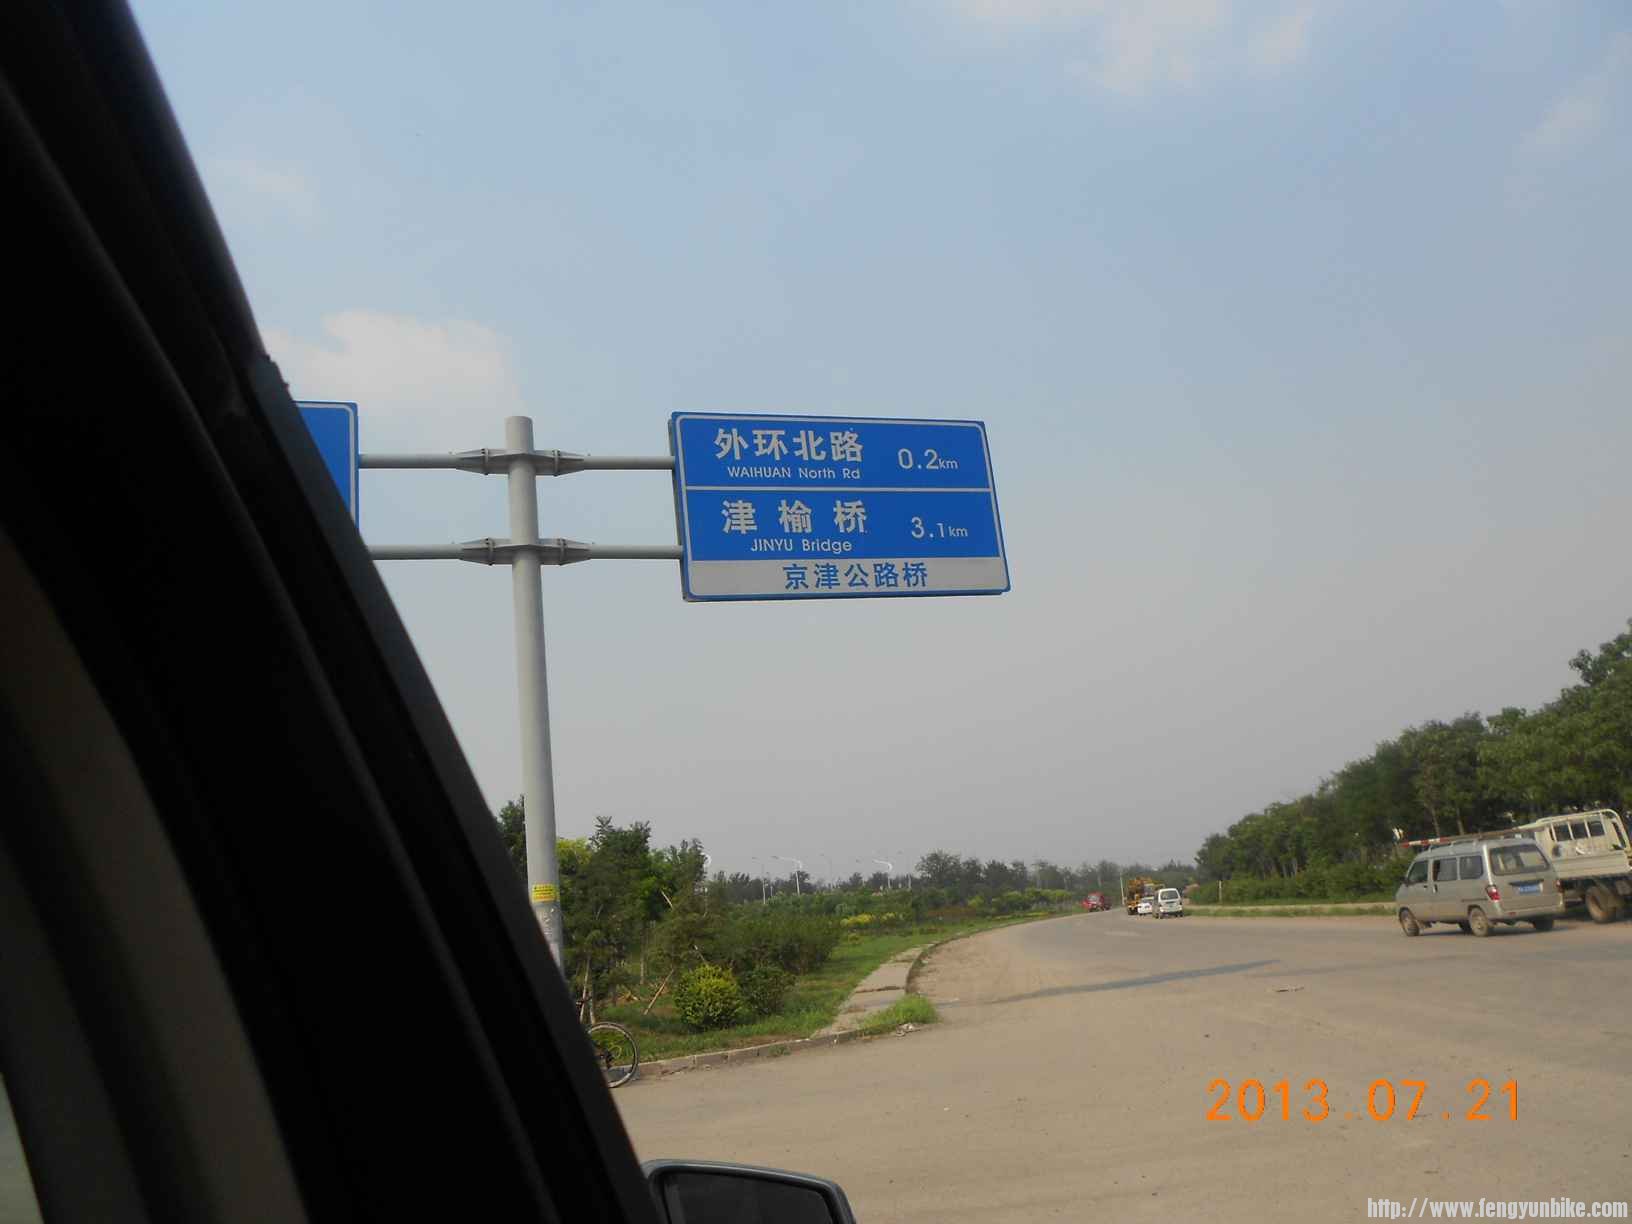 外环北路 0.2km
WAIHUAN North Rd
津榆桥 3.1km
JINYU Bridge
京津公路桥
2013.07.21
http://www.fengyunbike.com